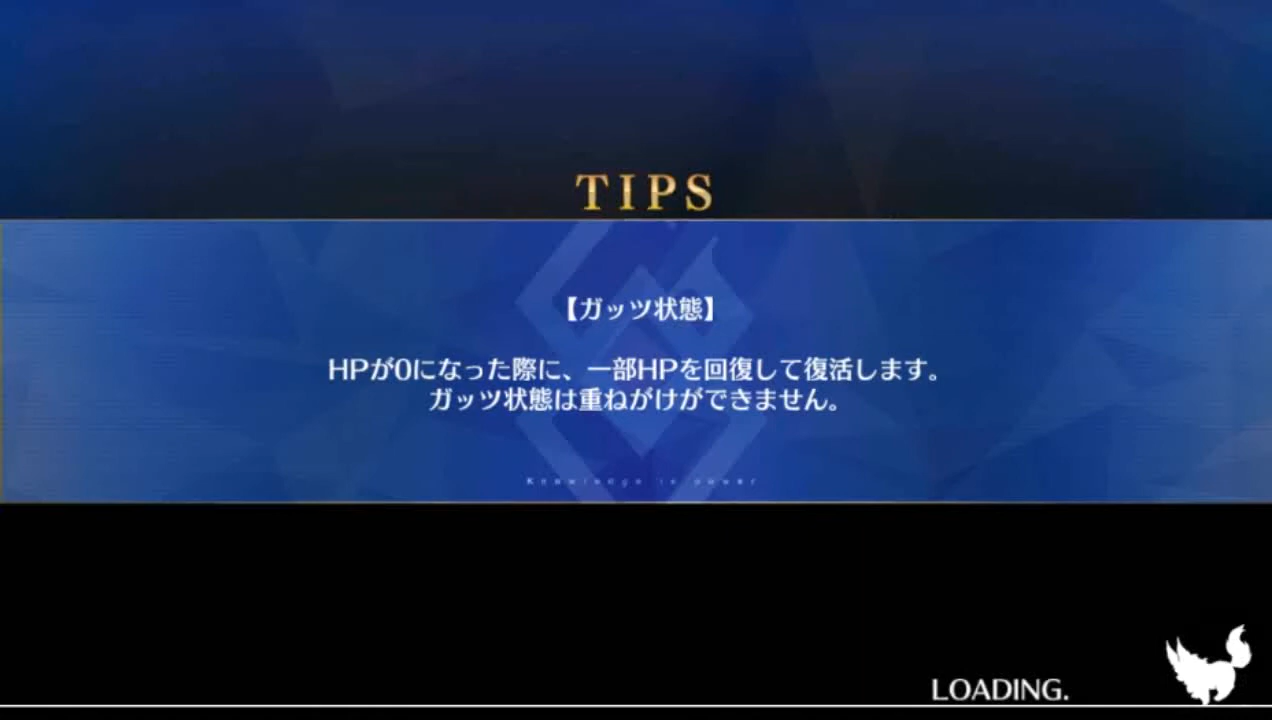 TIPS
【ガッツ状態】
HPが0になった際に、一部HPを回復して復活します。
ガッツ状態は重ねがけができません。
Knowledge is power
LOADING.